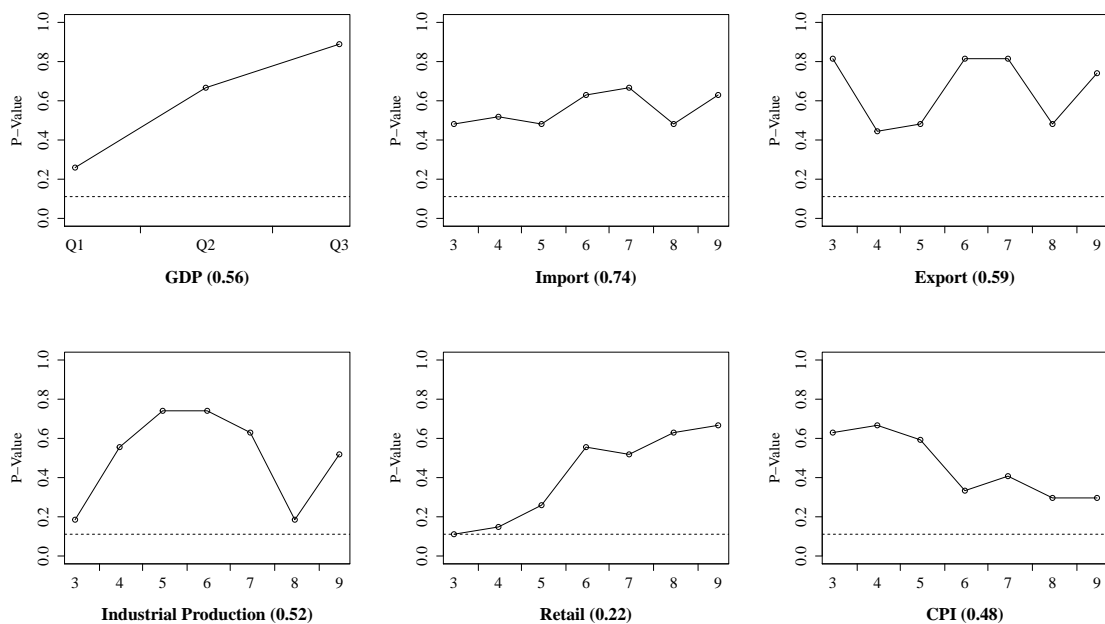 P−Value
0.0 0.2 0.4 0.6 0.8 1.0
Q1 Q2 Q3
GDP (0.56)
P−Value
0.0 0.2 0.4 0.6 0.8 1.0
3 4 5 6 7 8 9
Import (0.74)
P−Value
0.0 0.2 0.4 0.6 0.8 1.0
3 4 5 6 7 8 9
Export (0.59)
P−Value
0.0 0.2 0.4 0.6 0.8 1.0
3 4 5 6 7 8 9
Industrial Production (0.52)
P−Value
0.0 0.2 0.4 0.6 0.8 1.0
3 4 5 6 7 8 9
Retail (0.22)
P−Value
0.0 0.2 0.4 0.6 0.8 1.0
3 4 5 6 7 8 9
CPI (0.48)